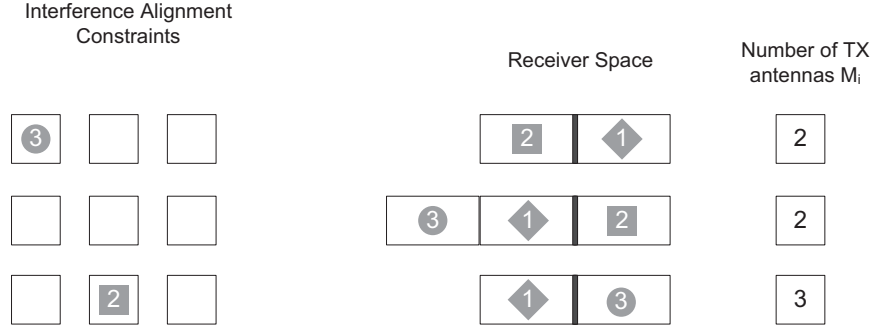 Interference Alignment
Constraints
Receiver Space
Number of TX
antennas Mᵢ
3 2 1 2
3 1 2 2
2 1 3 3